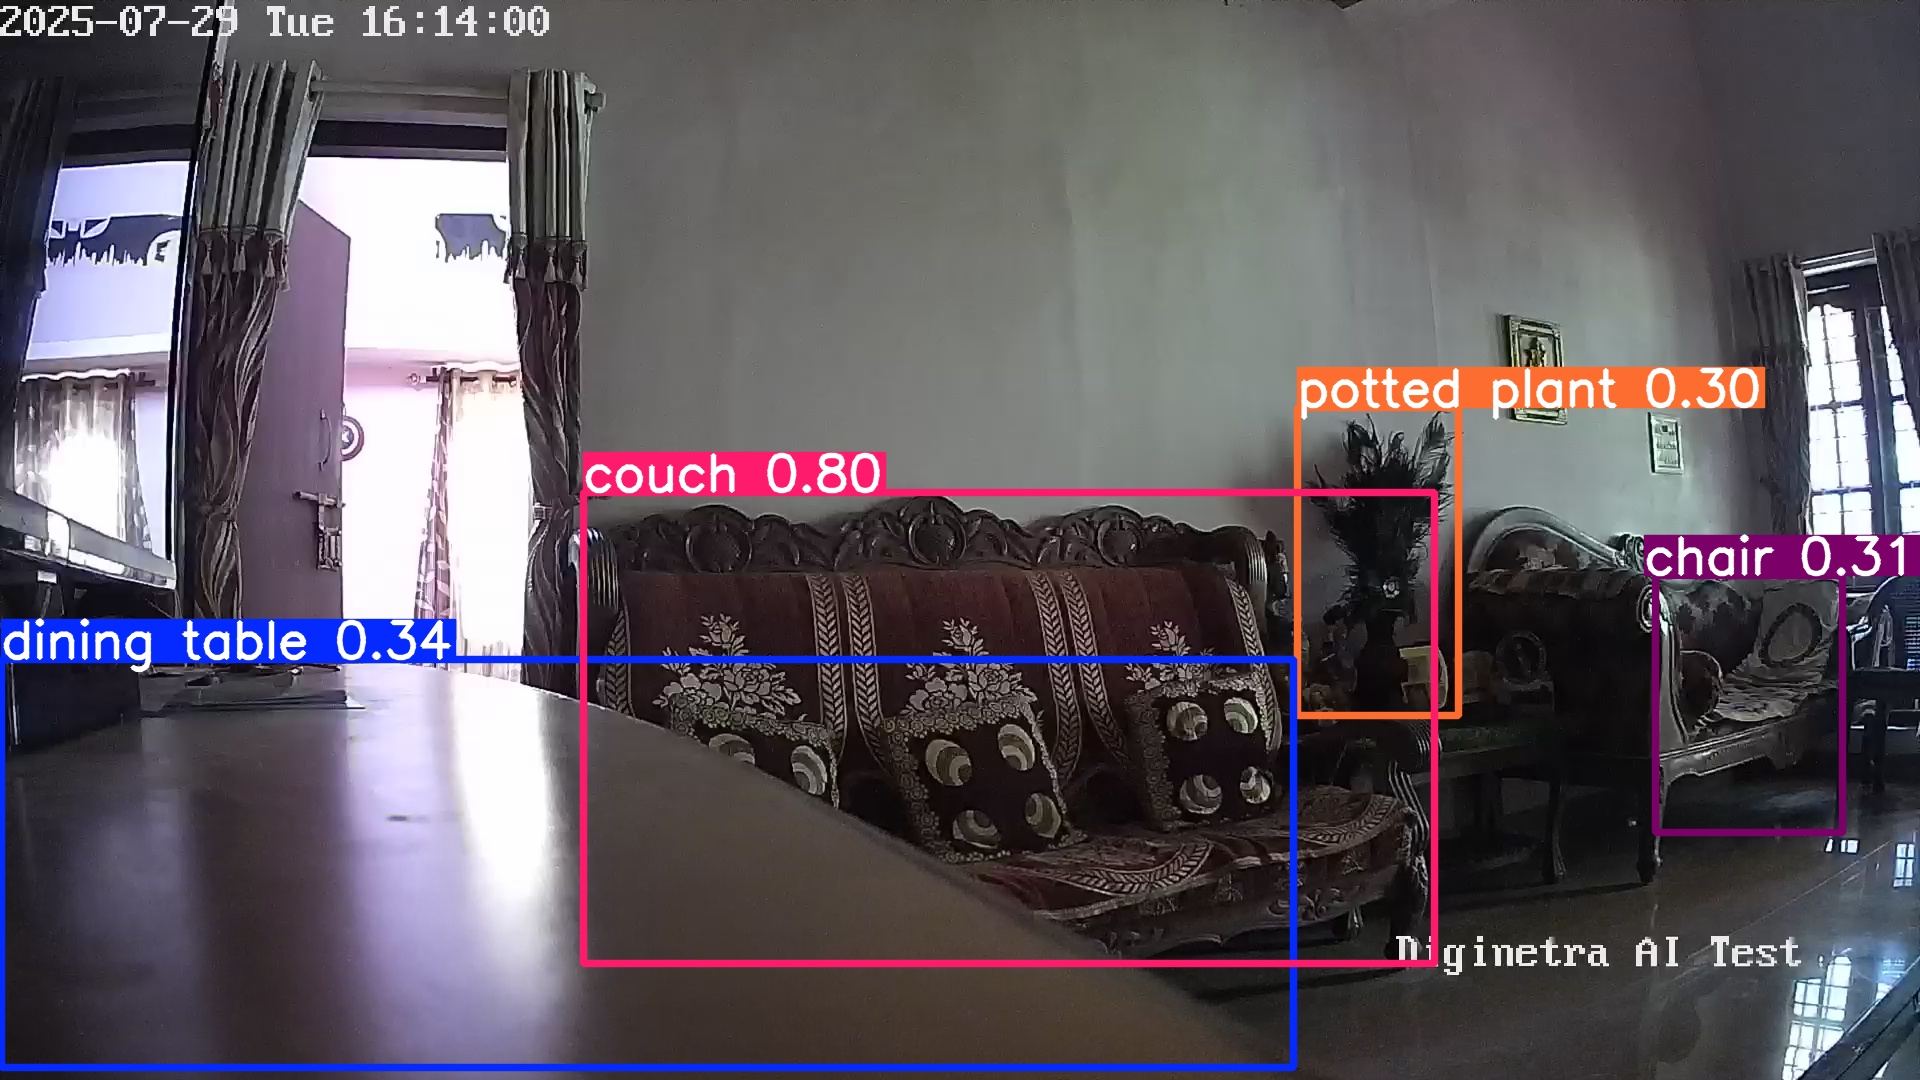 2025-07-29 Tue 16:14:00
potted plant 0.30
couch 0.80
chair 0.31
dining table 0.34
Diginetra AI Test